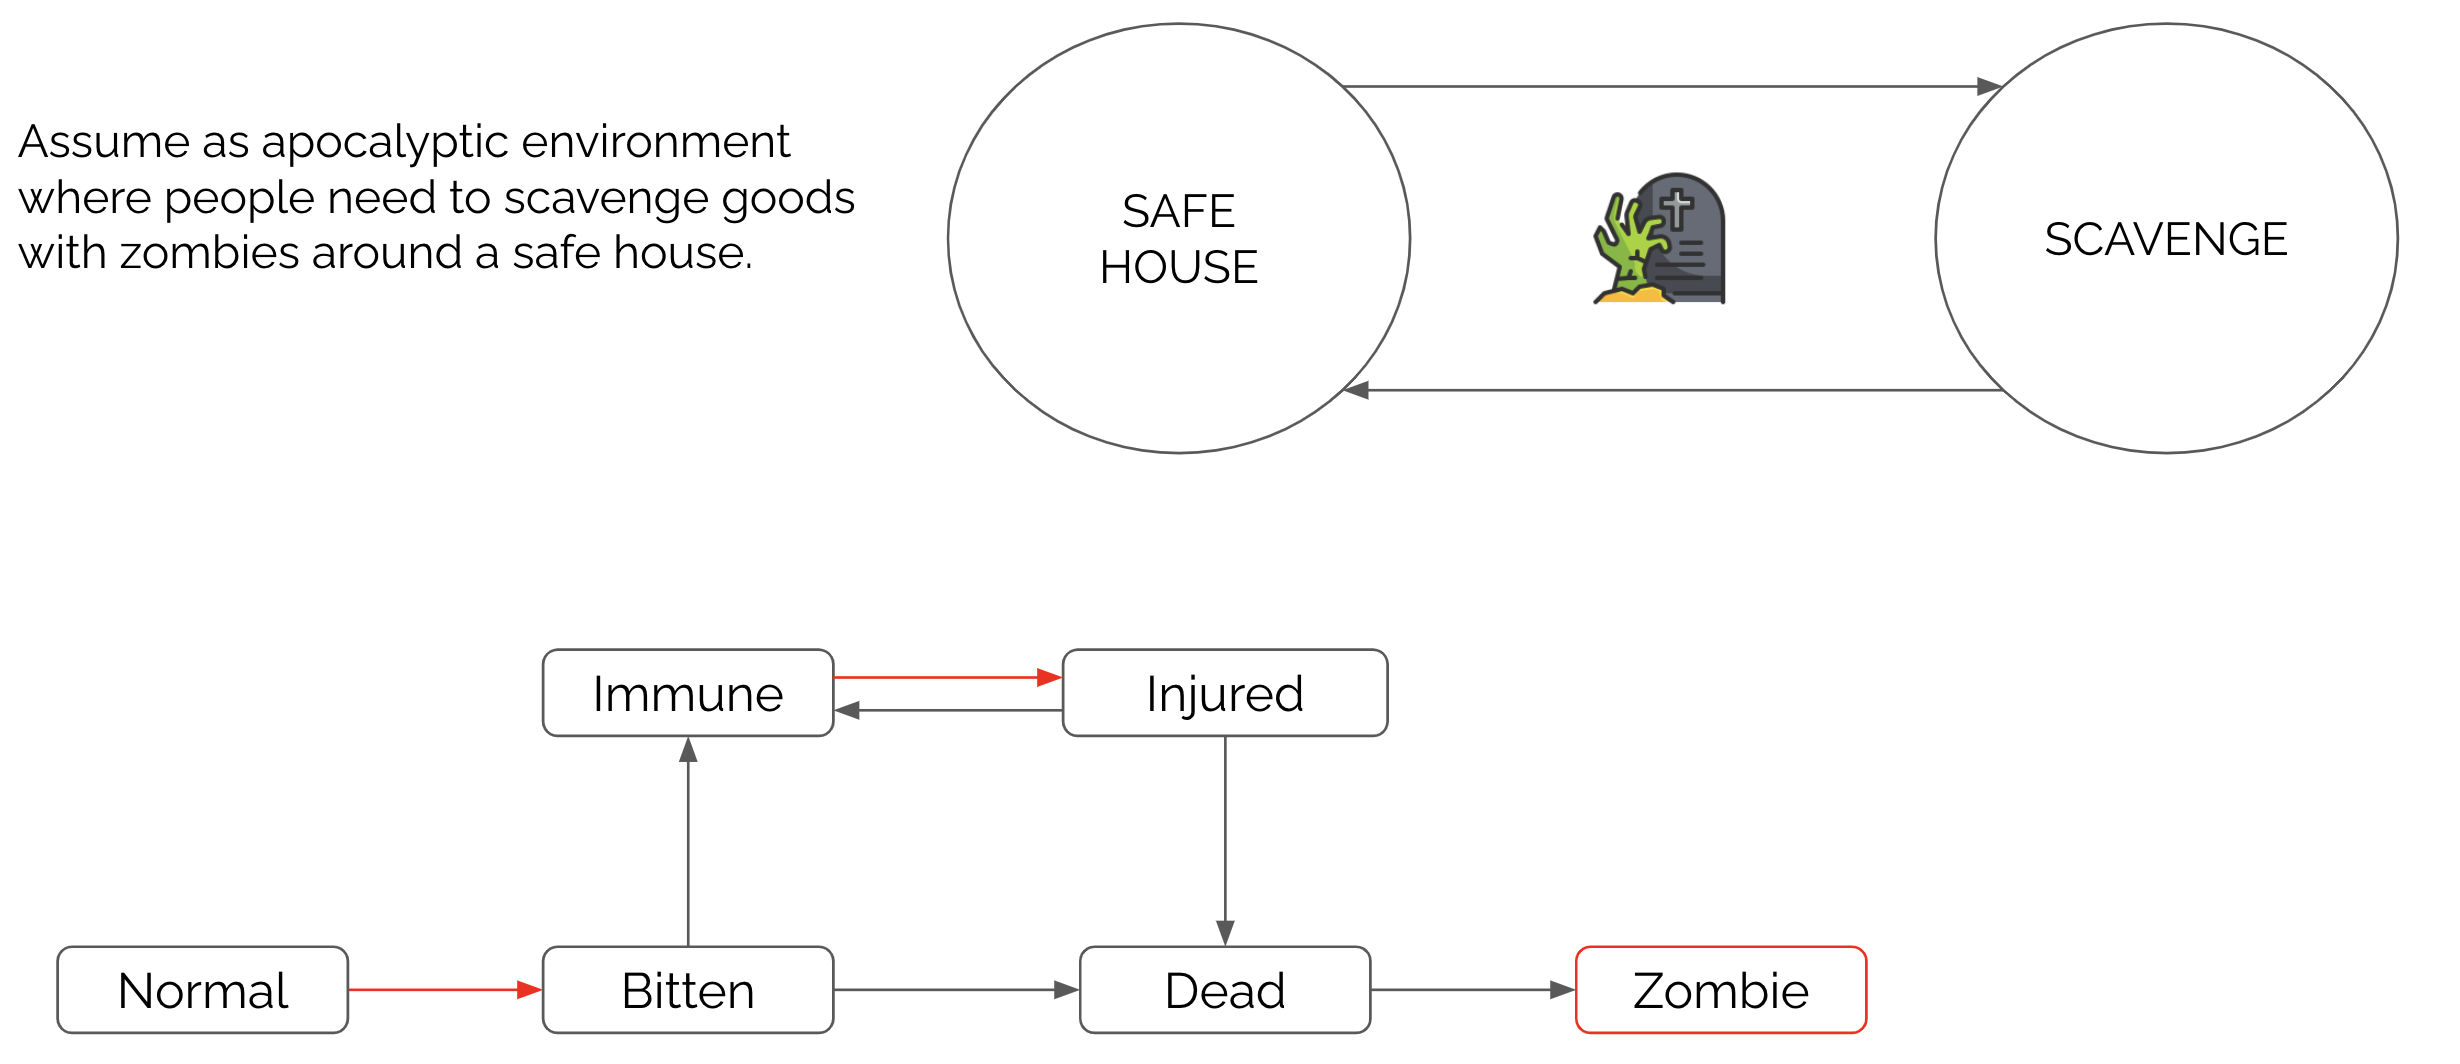 Assume as apocalyptic environment
where people need to scavenge goods
with zombies around a safe house.
SAFE
HOUSE
SCAVENGE
Immune
Injured
Normal
Bitten
Dead
Zombie